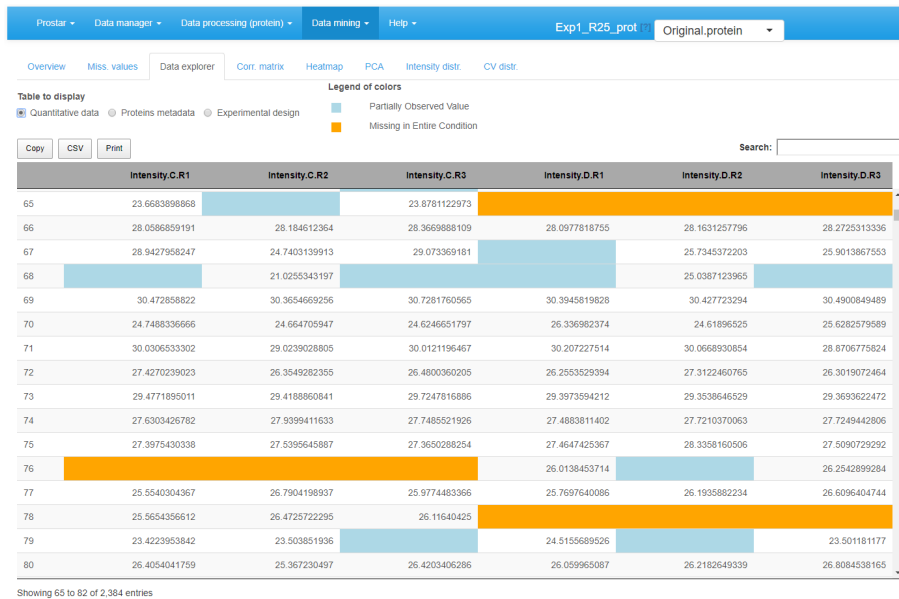 Prostar Data manager Data processing (protein) Data mining Help Exp1_R25_prot [?] Original.protein
Overview Miss. values Data explorer Corr. matrix Heatmap PCA Intensity distr. CV distr.
Legend of colors
Table to display
Quantitative data Proteins metadata Experimental design
Partially Observed Value
Missing in Entire Condition
Copy CSV Print Search:
Intensity.C.R1 Intensity.C.R2 Intensity.C.R3 Intensity.D.R1 Intensity.D.R2 Intensity.D.R3
65 23.6683898868 23.8781122973
66 28.0586859191 28.184612364 28.3669888109 28.0977818755 28.1631257796 28.2725313336
67 28.9427958247 24.7403139913 29.073369181 25.7345372203 25.9013867553
68 21.0255343197 25.0387123965
69 30.472858822 30.3654669256 30.7281760565 30.3945819828 30.427723294 30.4900849489
70 24.7488336666 24.664705947 24.6246651797 26.336982374 24.61896525 25.6282579589
71 30.0306533302 29.0239028805 30.0121196467 30.207227514 30.0668930854 28.8706775824
72 27.4270239023 26.3549282355 26.4800360205 26.2553529394 27.3122460765 26.3019072464
73 29.4771895011 29.4188860841 29.7247816886 29.3973594212 29.3538646529 29.3693622472
74 27.6303426782 27.9399411633 27.7485521926 27.4883811402 27.7210370063 27.7249442806
75 27.3975430338 27.5395645887 27.3650288254 27.4647425367 28.3358160506 27.5090729292
76 26.0138453714 26.2542899284
77 25.5540304367 26.7904198937 25.9774483366 25.7697640086 26.1935882234 26.6096404744
78 25.5654356612 26.4725722295 26.11640425
79 23.4223953842 23.503851936 24.5155689526 23.501181177
80 26.4054041759 25.367230497 26.4203406286 26.059965087 26.2182649339 26.8084538165
Showing 65 to 82 of 2,384 entries